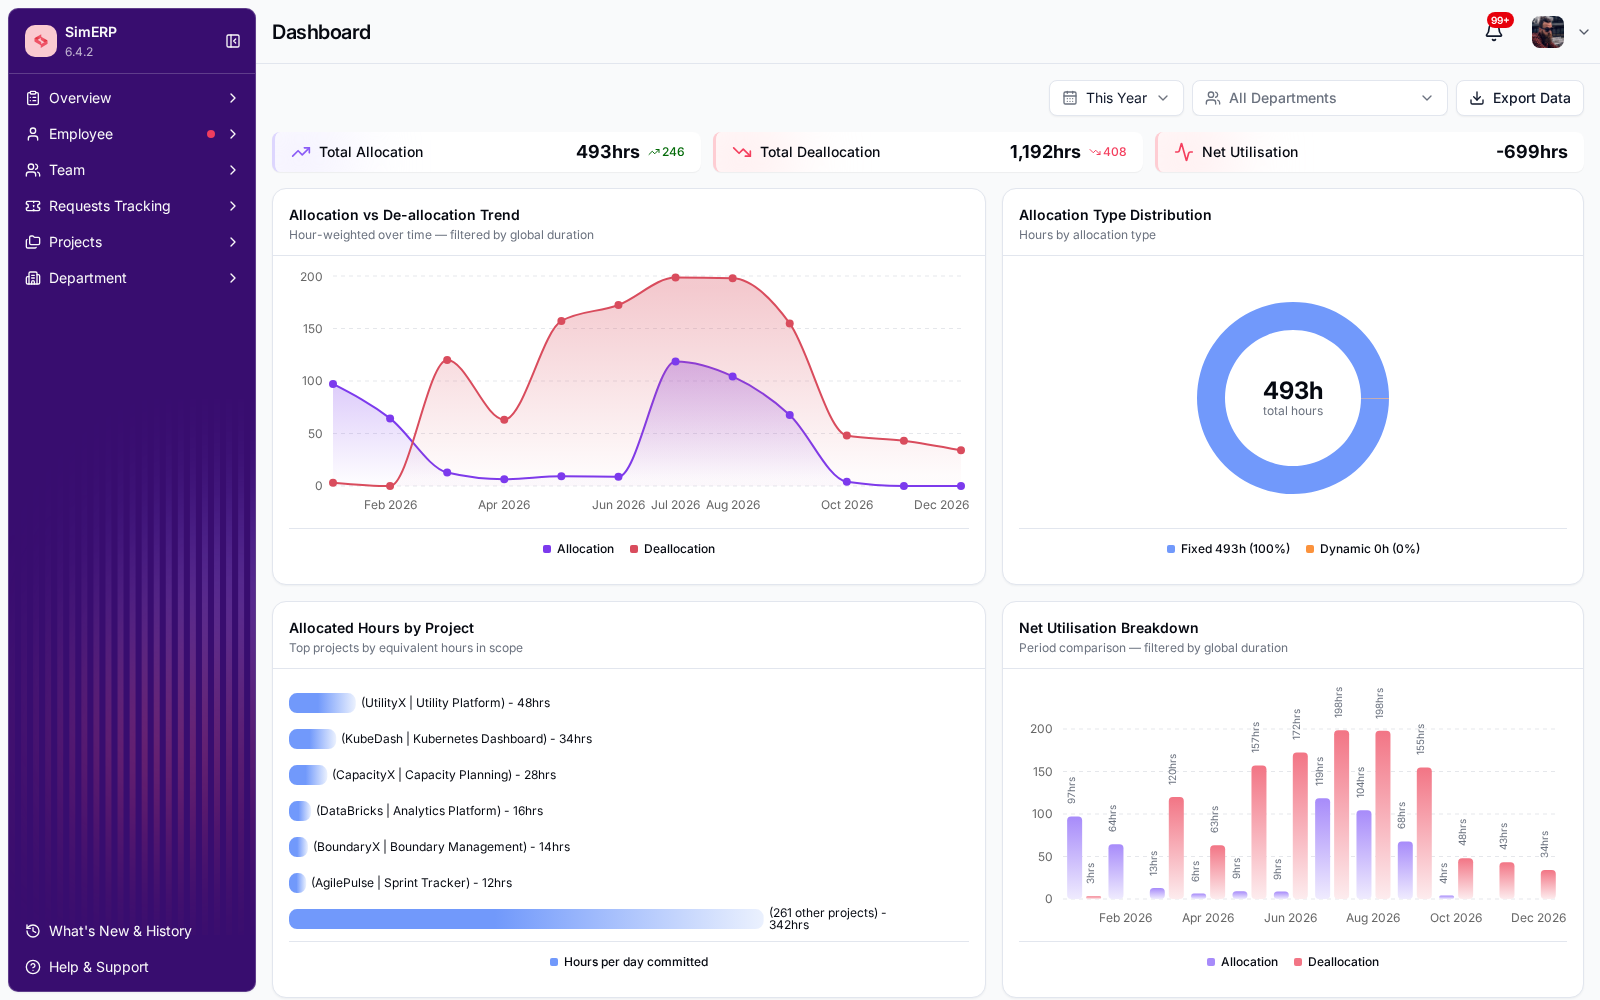 SimERP
6.4.2
Overview
Employee
Team
Requests Tracking
Projects
Department
What's New & History
Help & Support
Dashboard
99+
This Year
All Departments
Export Data
Total Allocation
493hrs
246
Total Deallocation
1,192hrs
408
Net Utilisation
-699hrs
Allocation vs De-allocation Trend
Hour-weighted over time — filtered by global duration
200
150
100
50
0
Feb 2026
Apr 2026
Jun 2026
Jul 2026
Aug 2026
Oct 2026
Dec 2026
Allocation
Deallocation
Allocation Type Distribution
Hours by allocation type
493h
total hours
Fixed 493h (100%)
Dynamic 0h (0%)
Allocated Hours by Project
Top projects by equivalent hours in scope
(UtilityX | Utility Platform) - 48hrs
(KubeDash | Kubernetes Dashboard) - 34hrs
(CapacityX | Capacity Planning) - 28hrs
(DataBricks | Analytics Platform) - 16hrs
(BoundaryX | Boundary Management) - 14hrs
(AgilePulse | Sprint Tracker) - 12hrs
(261 other projects) -
342hrs
Hours per day committed
Net Utilisation Breakdown
Period comparison — filtered by global duration
200
150
100
50
0
97hrs
3hrs
64hrs
13hrs
120hrs
6hrs
63hrs
9hrs
157hrs
9hrs
172hrs
119hrs
198hrs
104hrs
198hrs
68hrs
155hrs
4hrs
48hrs
43hrs
34hrs
Feb 2026
Apr 2026
Jun 2026
Aug 2026
Oct 2026
Dec 2026
Allocation
Deallocation